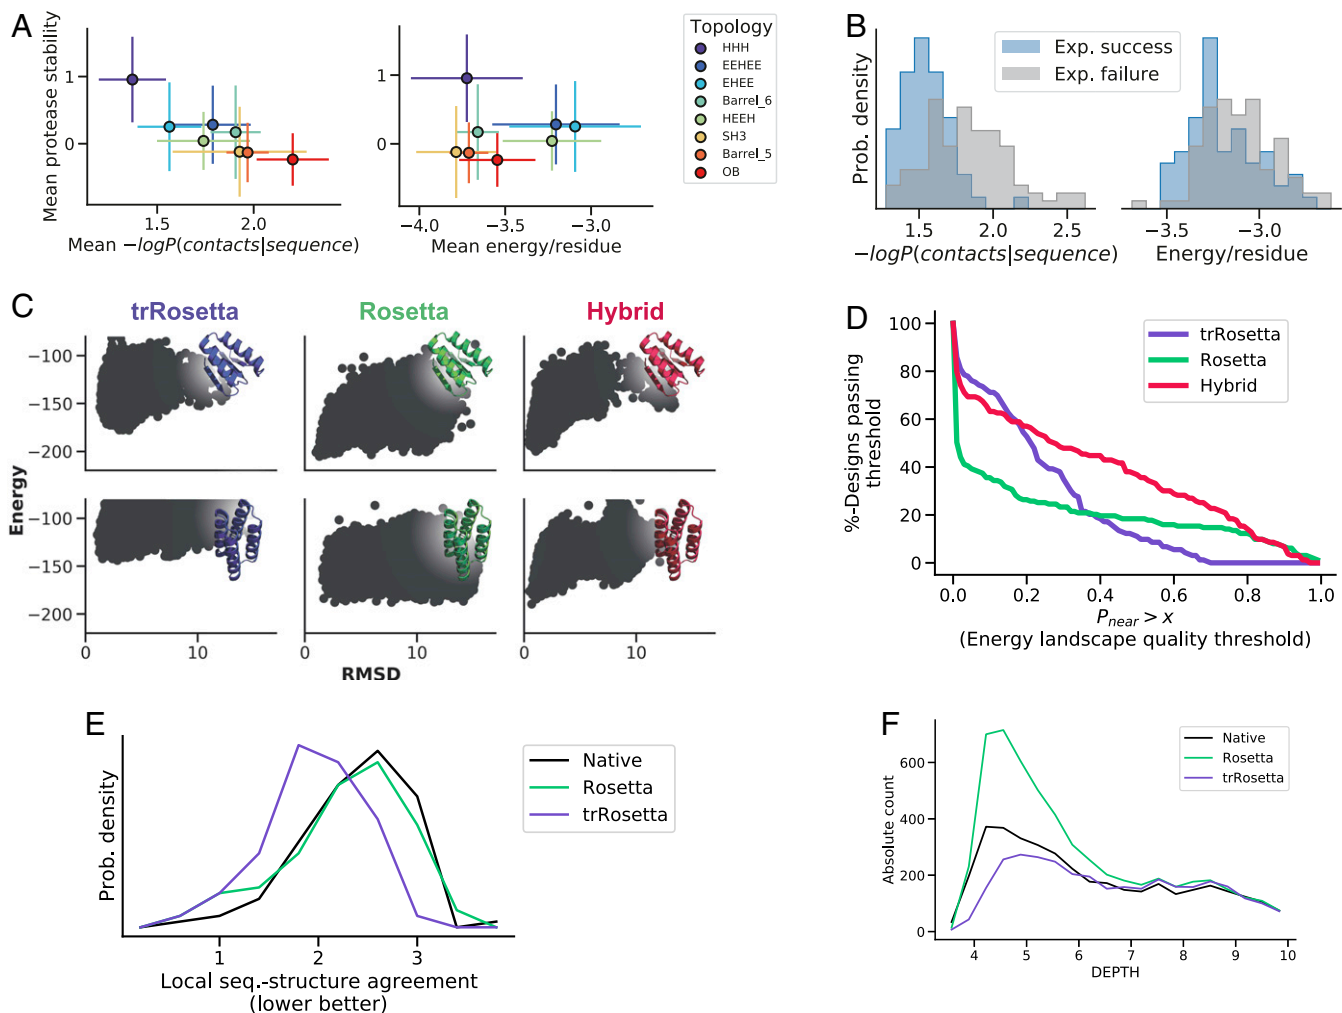 A
Mean protease stability
1
0
1.5
2.0
Mean −logP(contacts|sequence)
1
0
−4.0
−3.5
−3.0
Mean energy/residue
Topology
HHH
EEHEE
EHEE
Barrel_6
HEEH
SH3
Barrel_5
OB
B
Prob. density
Exp. success
Exp. failure
1.5
2.0
2.5
−logP(contacts|sequence)
−3.5
−3.0
Energy/residue
C
trRosetta
Rosetta
Hybrid
Energy
−100
−150
−200
−100
−150
−200
0
10
0
10
0
10
RMSD
D
%-Designs passing
threshold
100
80
60
40
20
0
trRosetta
Rosetta
Hybrid
0.0
0.2
0.4
0.6
0.8
1.0
Pnear > x
(Energy landscape quality threshold)
E
Prob. density
Native
Rosetta
trRosetta
1
2
3
Local seq.-structure agreement
(lower better)
F
Absolute count
600
400
200
0
Native
Rosetta
trRosetta
4
5
6
7
8
9
10
DEPTH